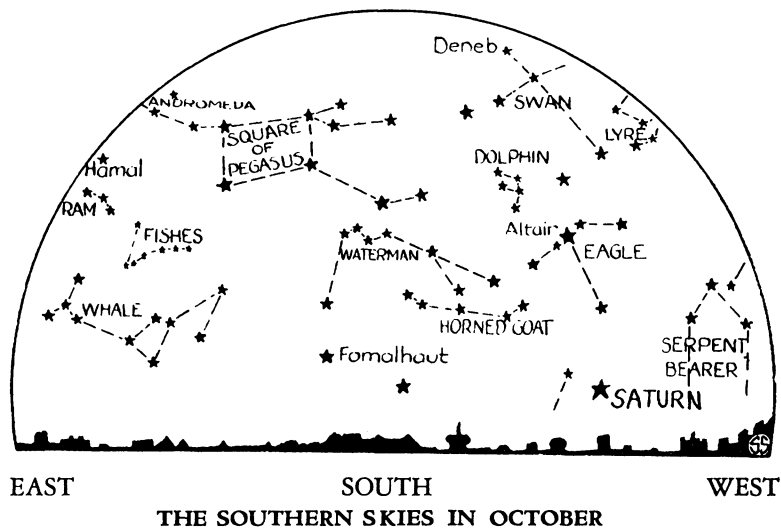 Deneb
ANDROMEDA
SWAN
SQUARE
OF
PEGASUS
LYRE
DOLPHIN
Hamal
RAM
FISHES
Altair
EAGLE
WATERMAN
WHALE
HORNED GOAT
SERPENT
BEARER
Fomalhaut
SATURN
SS
EAST SOUTH WEST
THE SOUTHERN SKIES IN OCTOBER